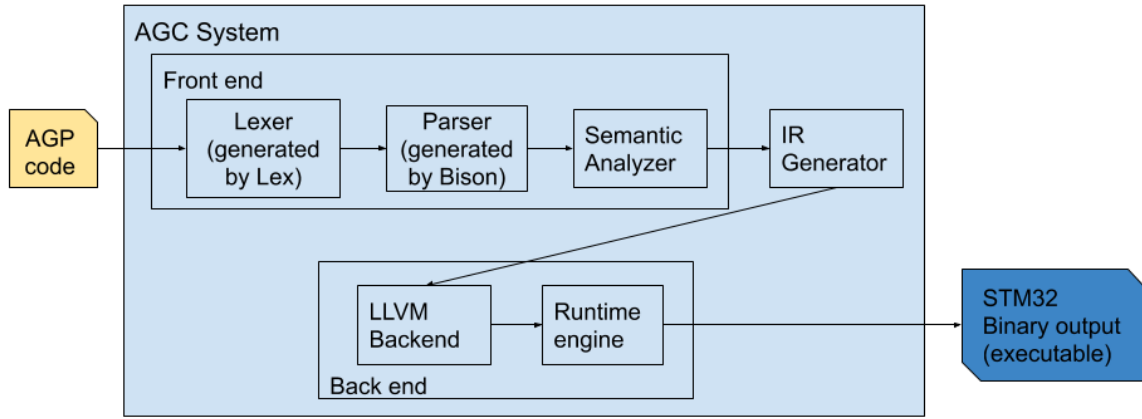 AGC System
Front end
AGP
code
Lexer
(generated
by Lex)
Parser
(generated
by Bison)
Semantic
Analyzer
IR
Generator
LLVM
Backend
Runtime
engine
Back end
STM32
Binary output
(executable)